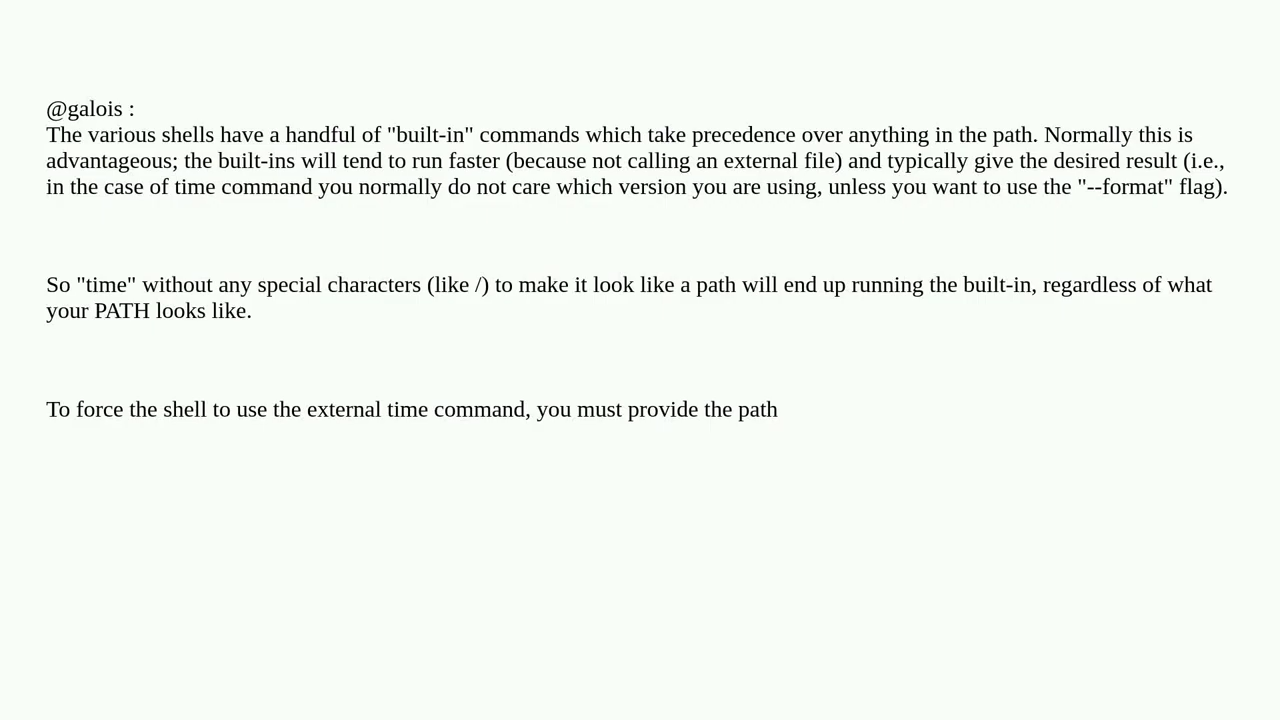 @galois :
The various shells have a handful of "built-in" commands which take precedence over anything in the path. Normally this is
advantageous; the built-ins will tend to run faster (because not calling an external file) and typically give the desired result (i.e.,
in the case of time command you normally do not care which version you are using, unless you want to use the "--format" flag).
So "time" without any special characters (like /) to make it look like a path will end up running the built-in, regardless of what
your PATH looks like.
To force the shell to use the external time command, you must provide the path